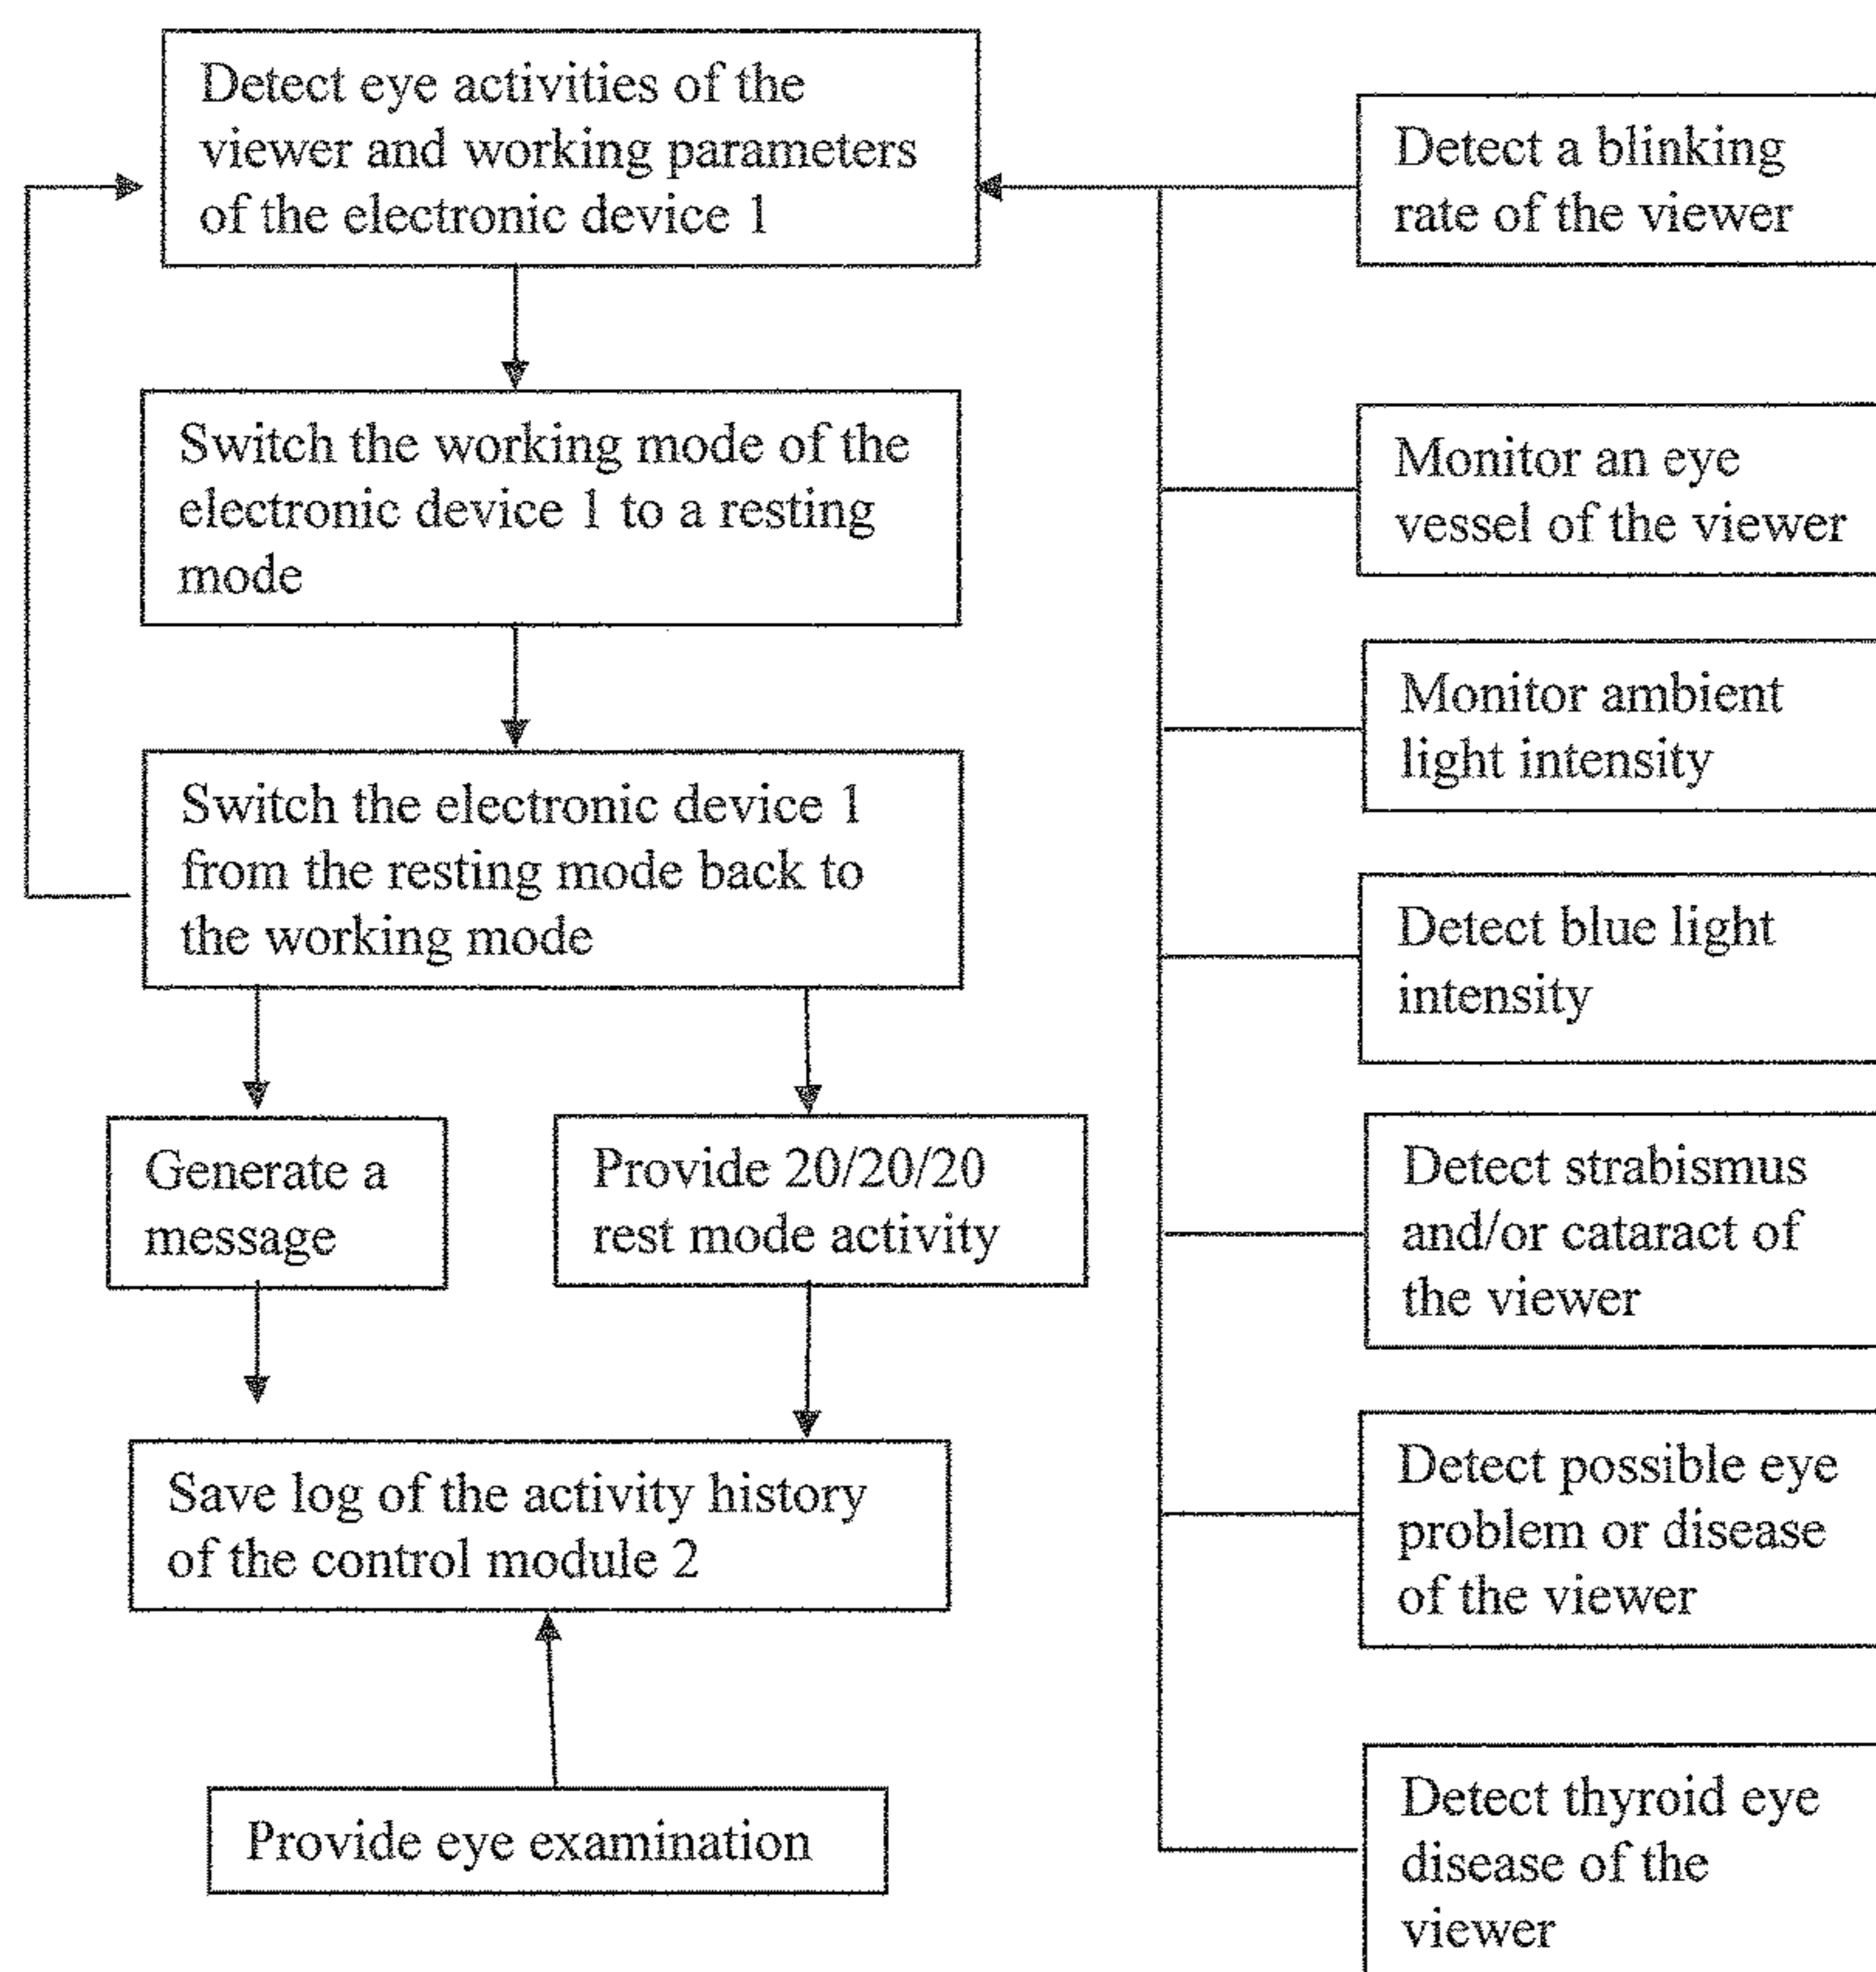 Detect eye activities of the
viewer and working parameters
of the electronic device 1
Switch the working mode of the
electronic device 1 to a resting
mode
Switch the electronic device 1
from the resting mode back to
the working mode
Generate a
message
Provide 20/20/20
rest mode activity
Save log of the activity history
of the control module 2
Provide eye examination
Detect a blinking
rate of the viewer
Monitor an eye
vessel of the viewer
Monitor ambient
light intensity
Detect blue light
intensity
Detect strabismus
and/or cataract of
the viewer
Detect possible eye
problem or disease
of the viewer
Detect thyroid eye
disease of the
viewer